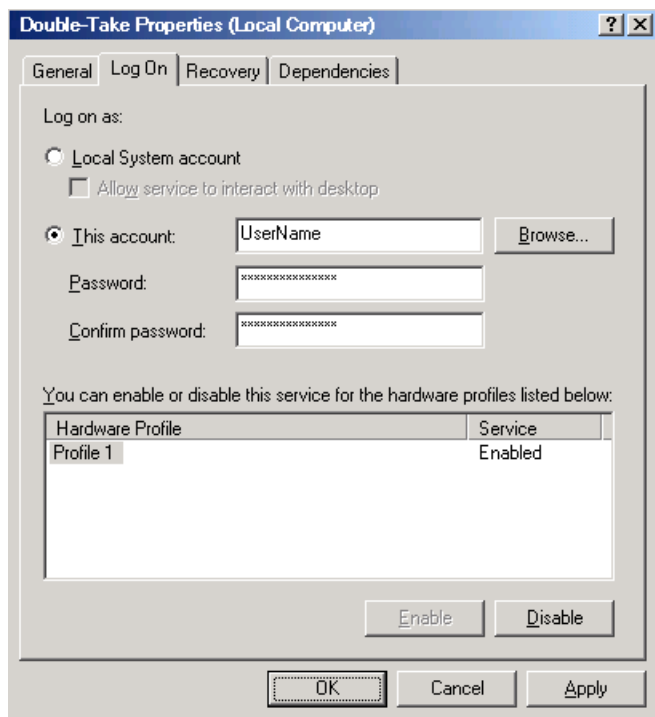 Double-Take Properties (Local Computer)
General Log On Recovery Dependencies
Log on as:
Local System account
Allow service to interact with desktop
This account: UserName Browse...
Password: ***************
Confirm password: ***************
You can enable or disable this service for the hardware profiles listed below:
Hardware Profile Service
Profile 1 Enabled
Enable Disable
OK Cancel Apply